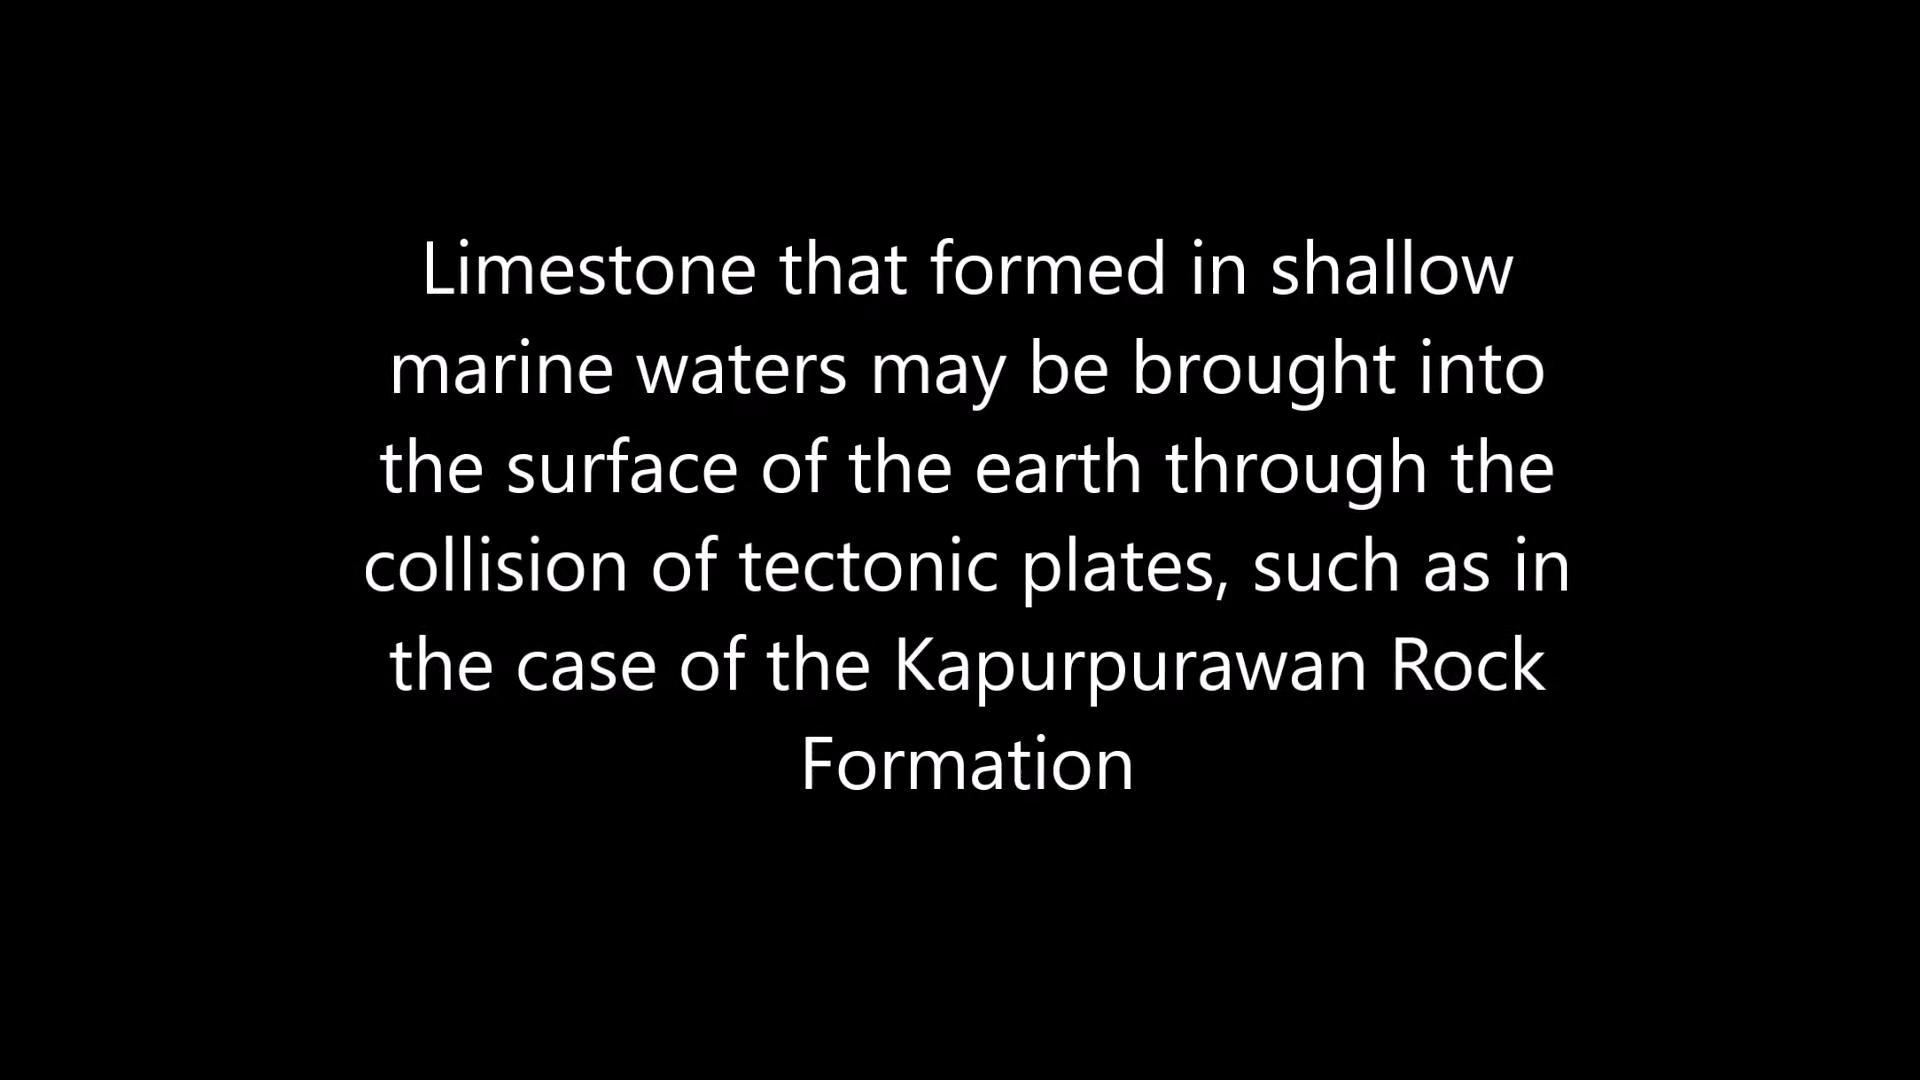 Limestone that formed in shallow
marine waters may be brought into
the surface of the earth through the
collision of tectonic plates, such as in
the case of the Kapurpurawan Rock
Formation